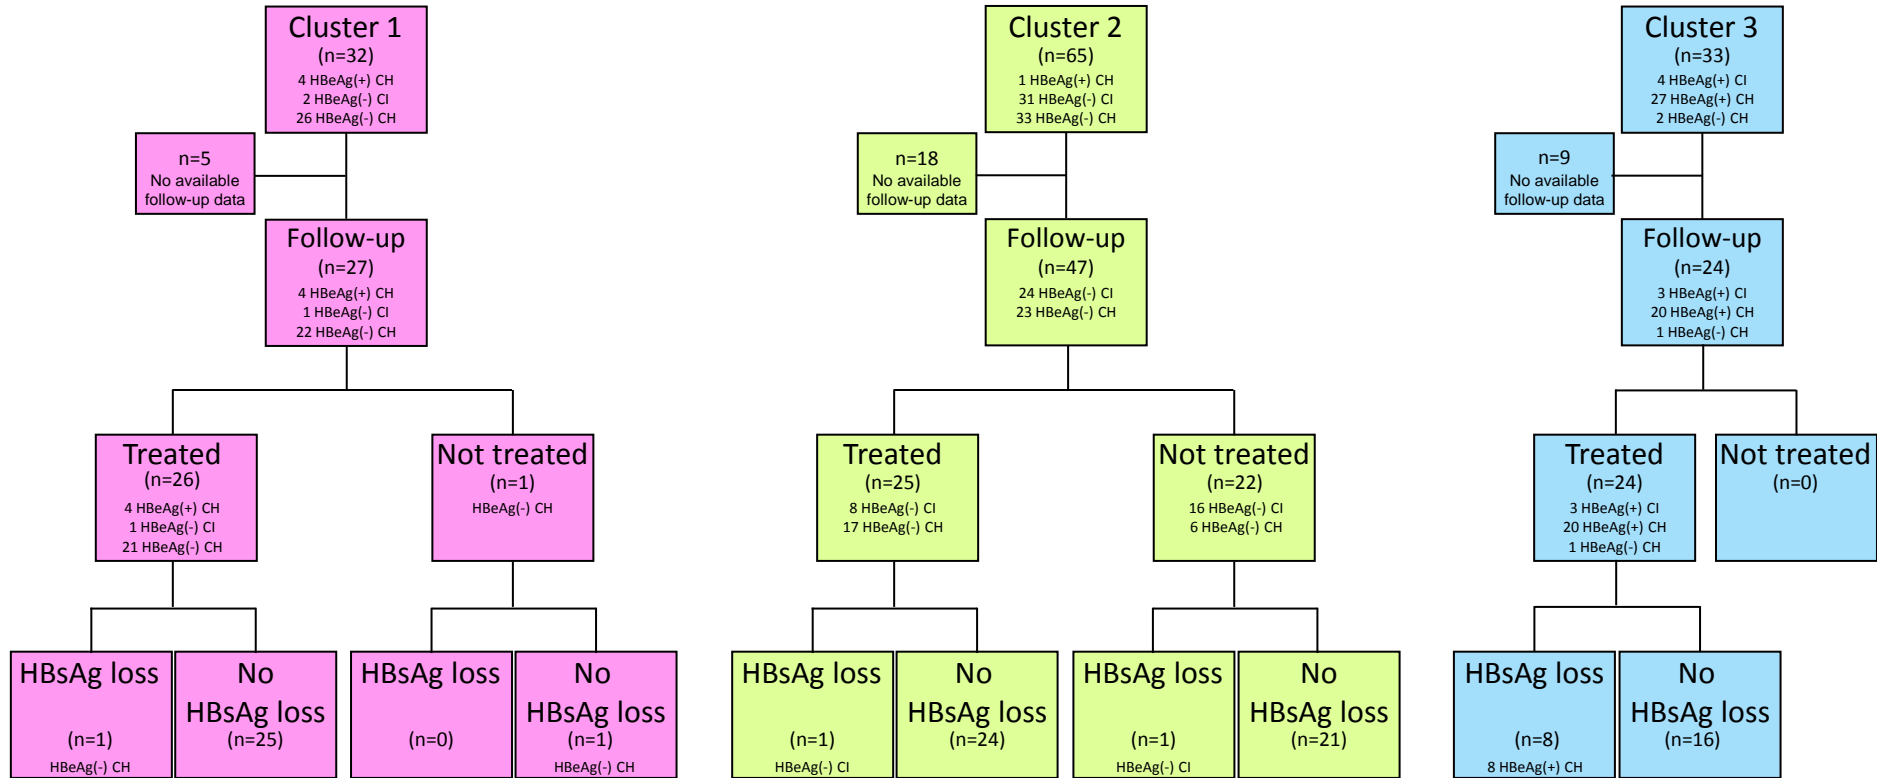 Cluster 1
(n=32)
4 HBeAg(+) CH
2 HBeAg(-) CI
26 HBeAg(-) CH
n=5
No available
follow-up data
Follow-up
(n=27)
4 HBeAg(+) CH
1 HBeAg(-) CI
22 HBeAg(-) CH
Treated
(n=26)
4 HBeAg(+) CH
1 HBeAg(-) CI
21 HBeAg(-) CH
Not treated
(n=1)
HBeAg(-) CH
HBsAg loss
(n=1)
HBeAg(-) CH
No
HBsAg loss
(n=25)
HBsAg loss
(n=0)
No
HBsAg loss
(n=1)
HBeAg(-) CH
Cluster 2
(n=65)
1 HBeAg(+) CH
31 HBeAg(-) CI
33 HBeAg(-) CH
n=18
No available
follow-up data
Follow-up
(n=47)
24 HBeAg(-) CI
23 HBeAg(-) CH
Treated
(n=25)
8 HBeAg(-) CI
17 HBeAg(-) CH
Not treated
(n=22)
16 HBeAg(-) CI
6 HBeAg(-) CH
HBsAg loss
(n=1)
HBeAg(-) CI
No
HBsAg loss
(n=24)
HBsAg loss
(n=1)
HBeAg(-) CI
No
HBsAg loss
(n=21)
Cluster 3
(n=33)
4 HBeAg(+) CI
27 HBeAg(+) CH
2 HBeAg(-) CH
n=9
No available
follow-up data
Follow-up
(n=24)
3 HBeAg(+) CI
20 HBeAg(+) CH
1 HBeAg(-) CH
Treated
(n=24)
3 HBeAg(+) CI
20 HBeAg(+) CH
1 HBeAg(-) CH
Not treated
(n=0)
HBsAg loss
(n=8)
8 HBeAg(+) CH
No
HBsAg loss
(n=16)